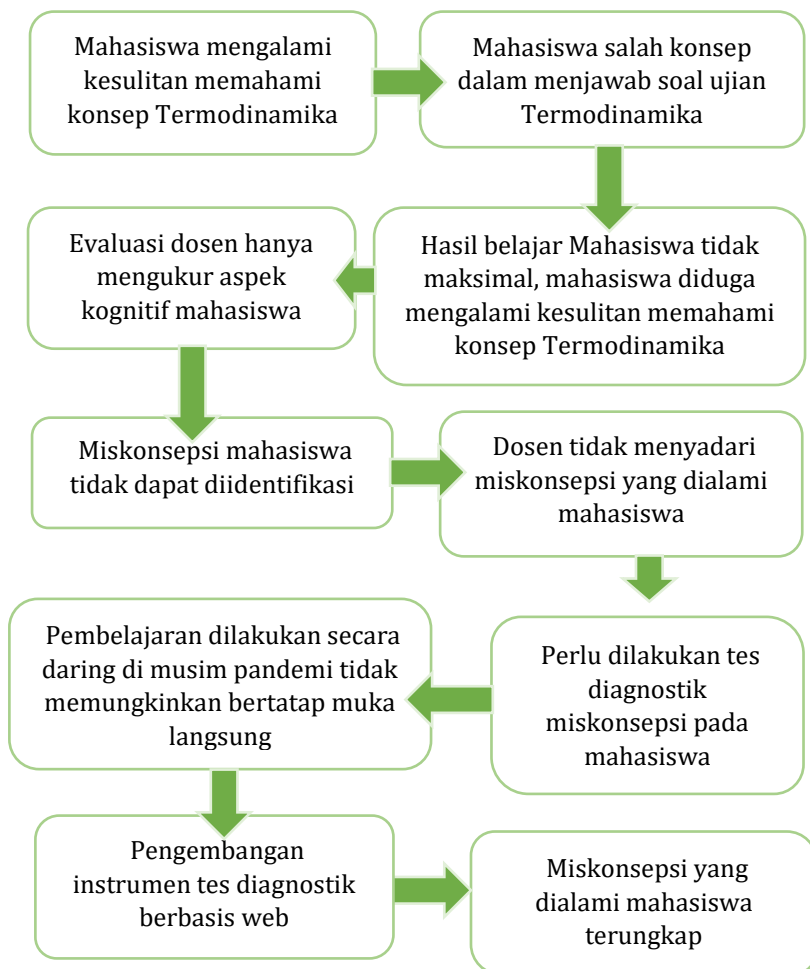 Mahasiswa mengalami
kesulitan memahami
konsep Termodinamika
Mahasiswa salah konsep
dalam menjawab soal ujian
Termodinamika
Hasil belajar Mahasiswa tidak
maksimal, mahasiswa diduga
mengalami kesulitan memahami
konsep Termodinamika
Evaluasi dosen hanya
mengukur aspek
kognitif mahasiswa
Miskonsepsi mahasiswa
tidak dapat diidentifikasi
Dosen tidak menyadari
miskonsepsi yang dialami
mahasiswa
Perlu dilakukan tes
diagnostik
miskonsepsi pada
mahasiswa
Pembelajaran dilakukan secara
daring di musim pandemi tidak
memungkinkan bertatap muka
langsung
Pengembangan
instrumen tes diagnostik
berbasis web
Miskonsepsi yang
dialami mahasiswa
terungkap